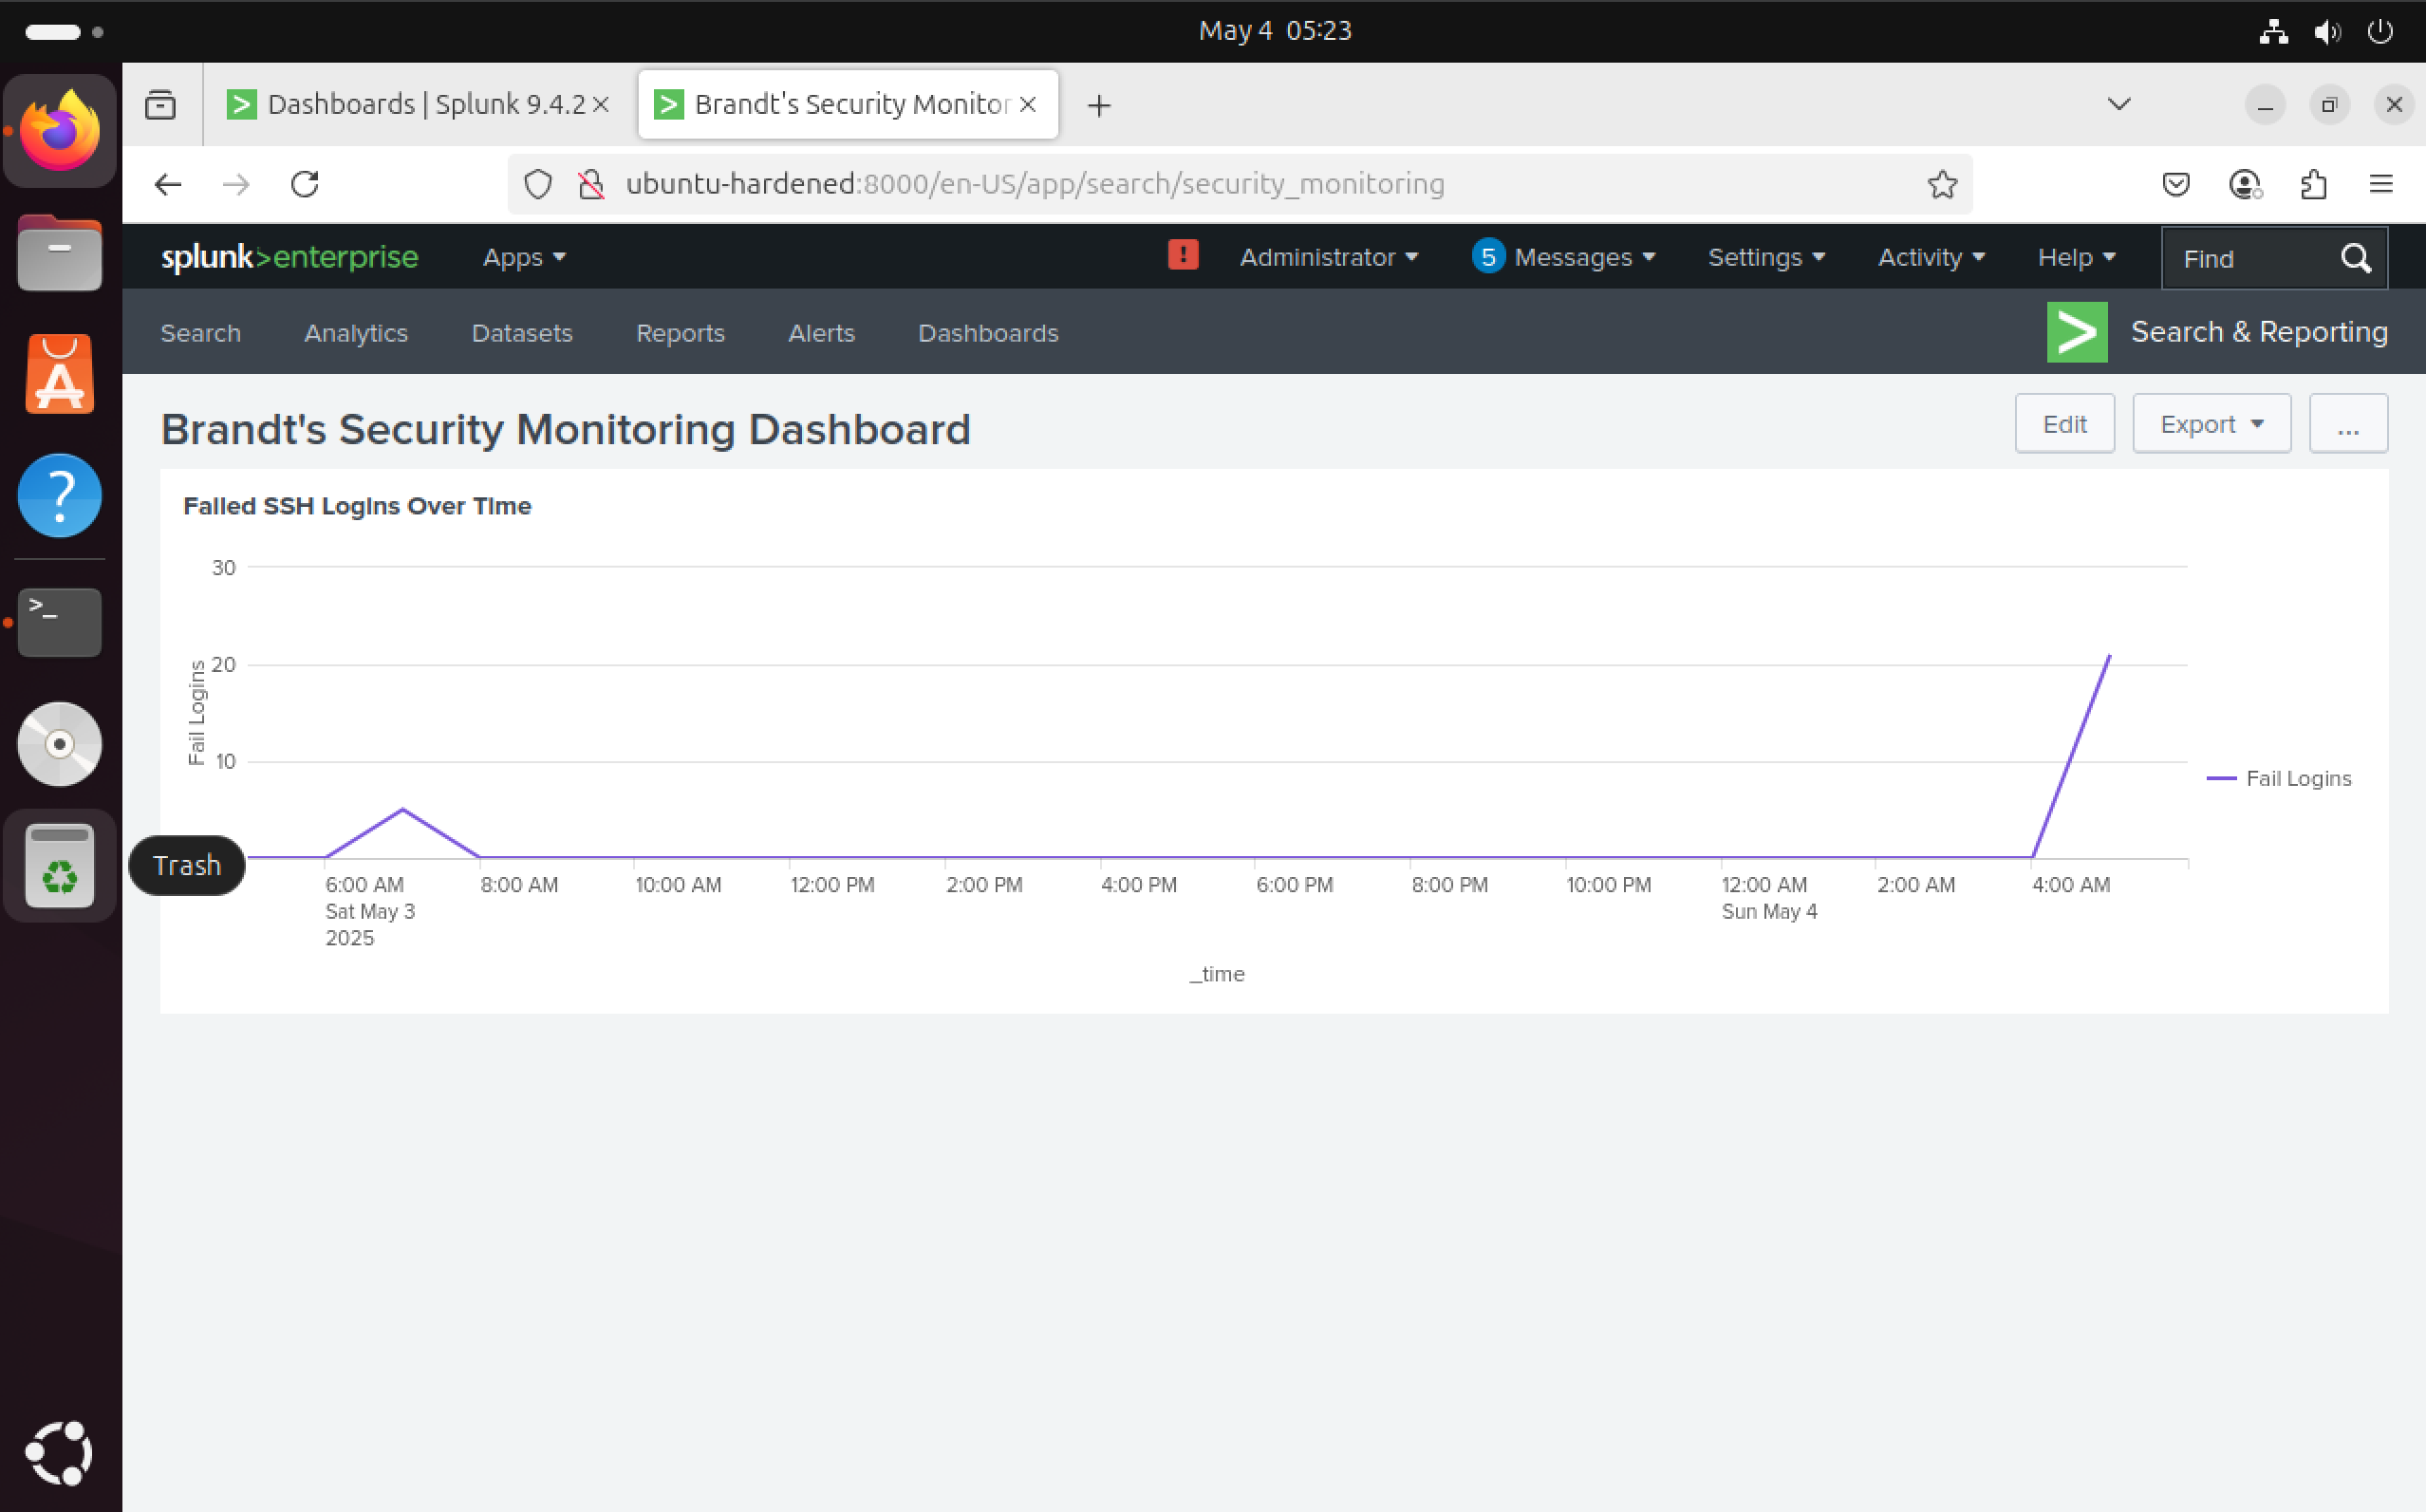 May 4 05:23
Dashboards | Splunk 9.4.2
Brandt's Security Monitor
ubuntu-hardened:8000/en-US/app/search/security_monitoring
splunk>enterprise
Apps
!
Administrator
5 Messages
Settings
Activity
Help
Find
Search
Analytics
Datasets
Reports
Alerts
Dashboards
Search & Reporting
Brandt's Security Monitoring Dashboard
Edit
Export
...
Failed SSH Logins Over Time
30
20
10
Fail Logins
Fail Logins
Trash
6:00 AM
Sat May 3
2025
8:00 AM
10:00 AM
12:00 PM
2:00 PM
4:00 PM
6:00 PM
8:00 PM
10:00 PM
12:00 AM
Sun May 4
2:00 AM
4:00 AM
_time